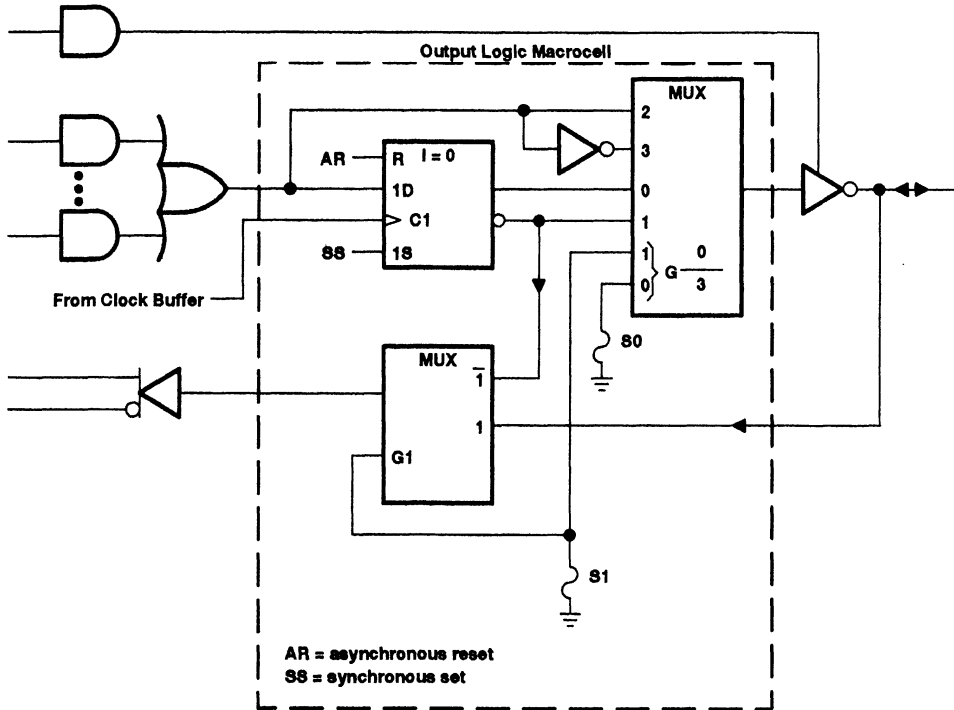 Output Logic Macrocell
MUX
2
3
AR
R
I = 0
1D
0
C1
1
SS
1S
1
0
G
0
3
From Clock Buffer
S0
MUX
1̅
1
G1
S1
AR = asynchronous reset
SS = synchronous set